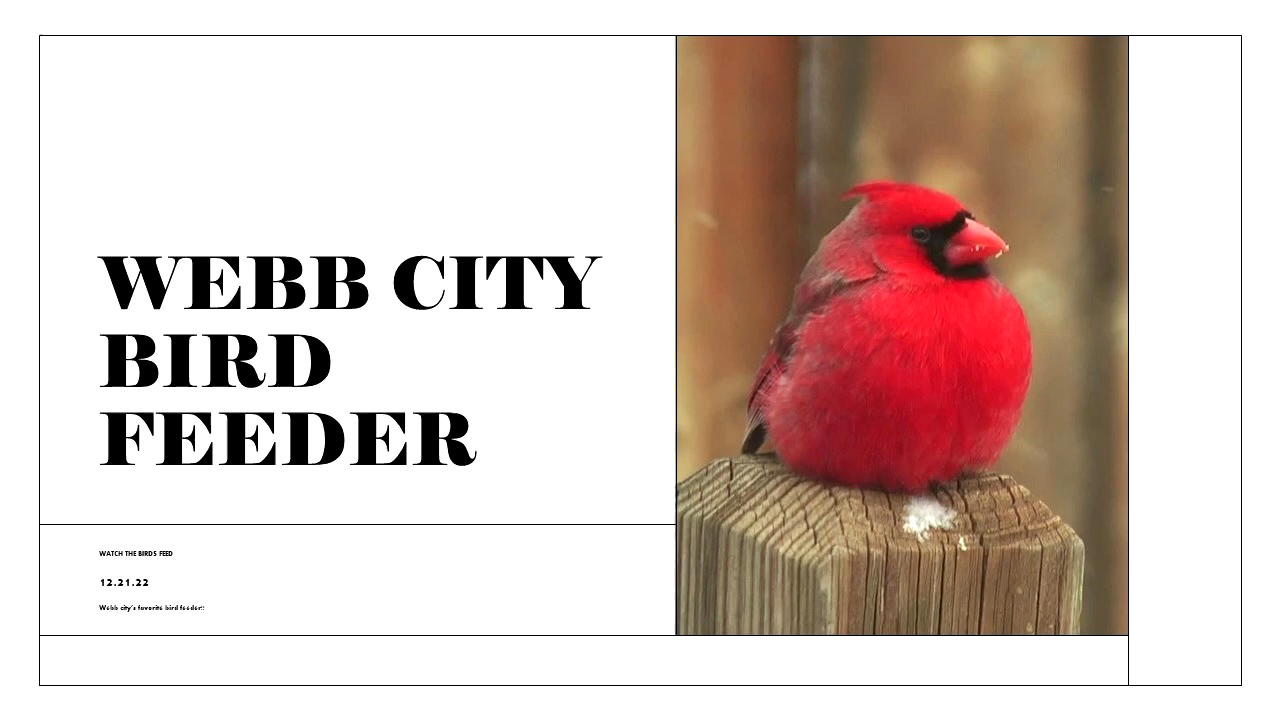 WEBB CITY
BIRD
FEEDER
WATCH THE BIRDS FEED
12.21.22
Webb city's favorite bird feeder!!